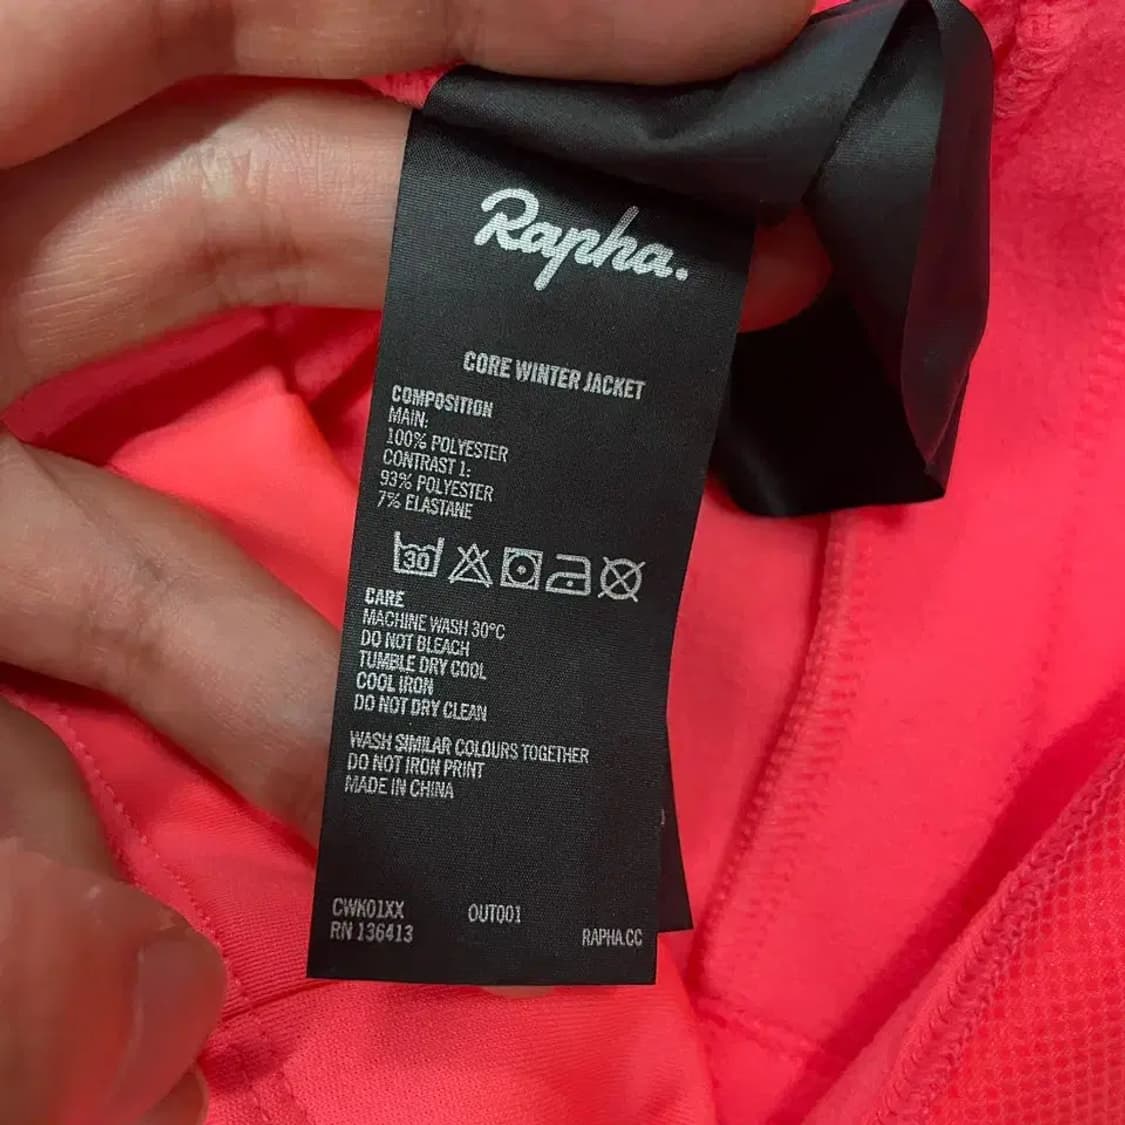 Rapha.
CORE WINTER JACKET
COMPOSITION
MAIN:
100% POLYESTER
CONTRAST 1:
93% POLYESTER
7% ELASTANE
30
CARE
MACHINE WASH 30°C
DO NOT BLEACH
TUMBLE DRY COOL
COOL IRON
DO NOT DRY CLEAN
WASH SIMILAR COLOURS TOGETHER
DO NOT IRON PRINT
MADE IN CHINA
CWK01XX OUT001
RN 136413 RAPHA.CC